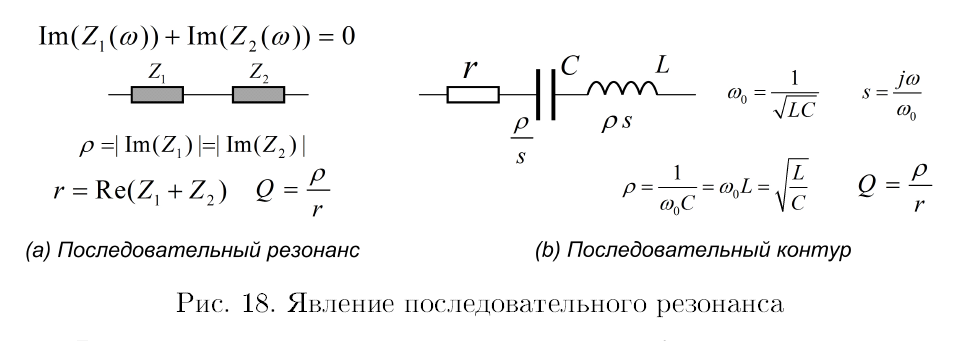 Im(Z₁(ω)) + Im(Z₂(ω)) = 0
Z₁ Z₂
ρ =| Im(Z₁) |=| Im(Z₂) |
r = Re(Z₁ + Z₂) Q = ρ/r
(a) Последовательный резонанс
r C L
ρ/s ρ s
ω₀ = 1/√(LC) s = jω/ω₀
ρ = 1/(ω₀C) = ω₀L = √(L/C) Q = ρ/r
(b) Последовательный контур
Рис. 18. Явление последовательного резонанса